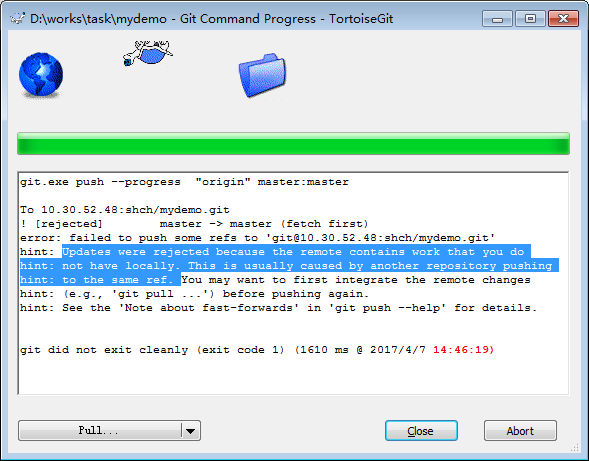 D:\works\task\mydemo - Git Command Progress - TortoiseGit
git.exe push --progress "origin" master:master
To 10.30.52.48:shch/mydemo.git
! [rejected] master -> master (fetch first)
error: failed to push some refs to 'git@10.30.52.48:shch/mydemo.git'
hint: Updates were rejected because the remote contains work that you do
hint: not have locally. This is usually caused by another repository pushing
hint: to the same ref. You may want to first integrate the remote changes
hint: (e.g., 'git pull ...') before pushing again.
hint: See the 'Note about fast-forwards' in 'git push --help' for details.
git did not exit cleanly (exit code 1) (1610 ms @ 2017/4/7 14:46:19)
Pull...
Close
Abort